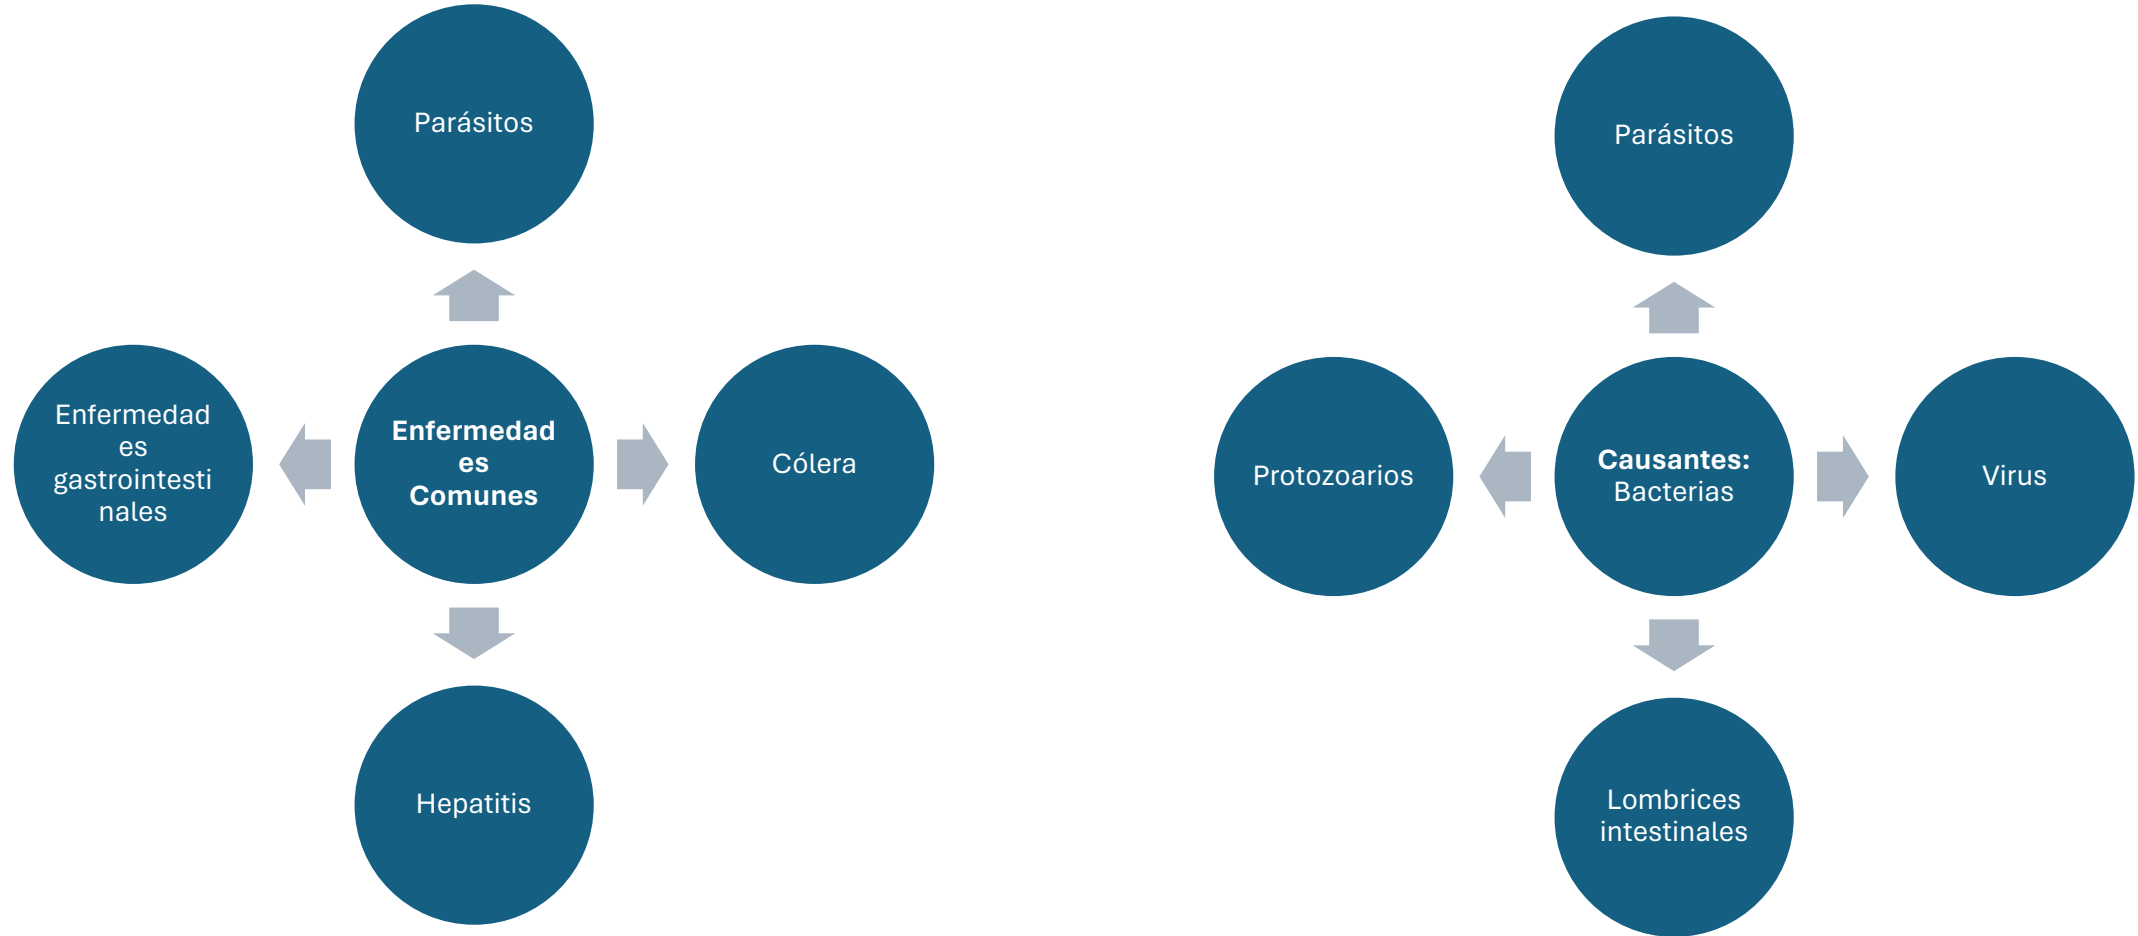 Parásitos
Enfermedad
es
gastrointesti
nales
Enfermedad
es
Comunes
Cólera
Hepatitis
Parásitos
Protozoarios
Causantes:
Bacterias
Virus
Lombrices
intestinales